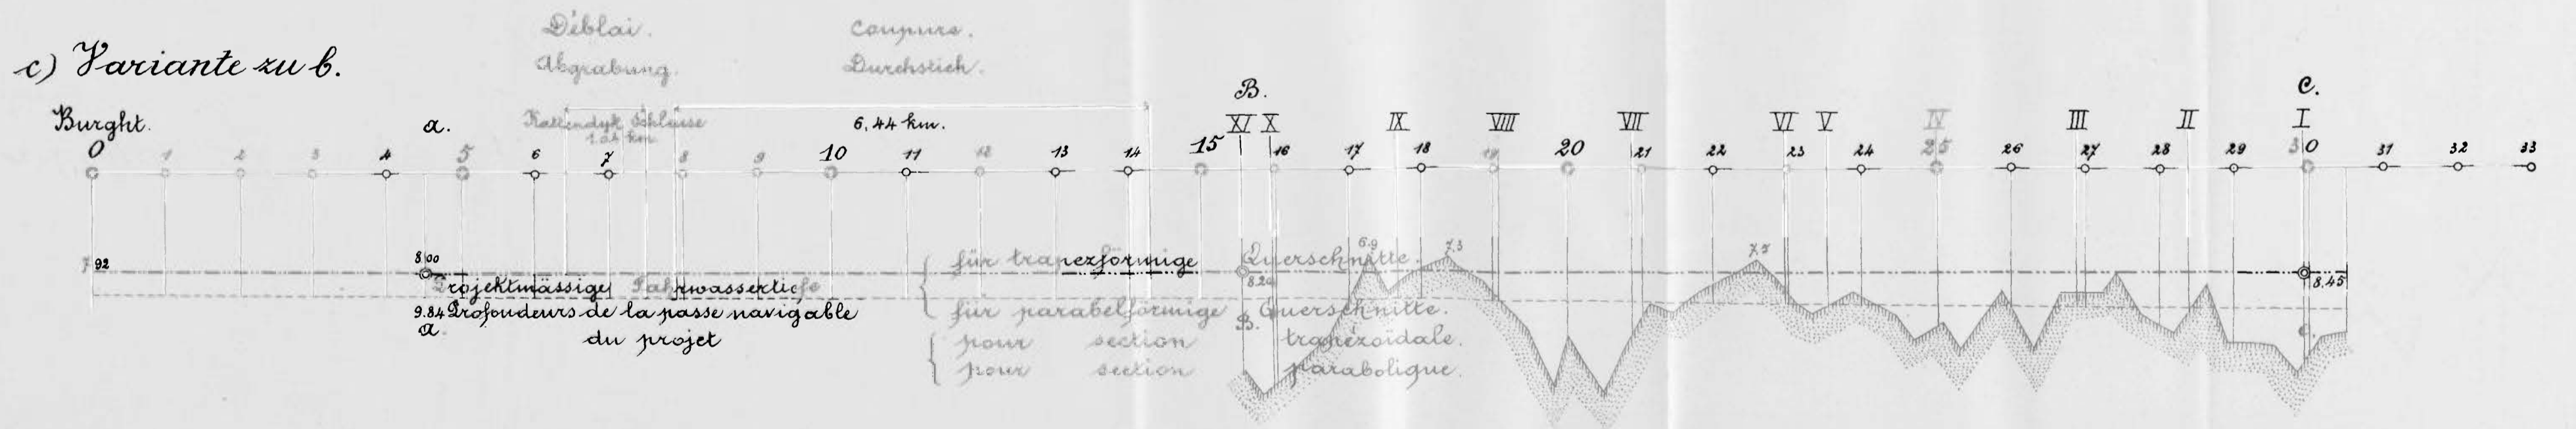 Déblai. Coupure.
c) Variante zu b. Abgrabung. Durchstich.
B. C.
Burght. a. Kattendyk Schleuse 6,44 km. XI X IX VIII VII VI V IV III II I
0 1 2 3 4 5 6 7 8 9 10 11 12 13 14 15 16 17 18 19 20 21 22 23 24 25 26 27 28 29 30 31 32 33
6.9 7.3 7.5
7.92 8.00 für trapezförmige Querschnitte.
Projektmässige Fahrwassertiefe 8.20 8.45
9.84 Profondeurs de la passe navigable für parabelförmige Querschnitte.
a. B. C.
du projet pour section trapézoïdale.
pour section parabolique.